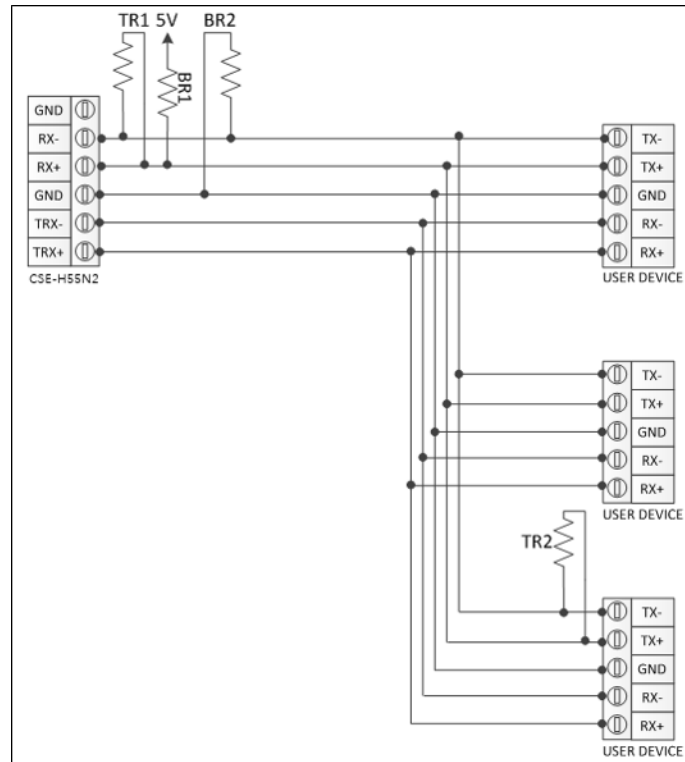 TR1 5V BR2
BR1
GND
RX-
RX+
GND
TRX-
TRX+
CSE-H55N2
TX-
TX+
GND
RX-
RX+
USER DEVICE
TX-
TX+
GND
RX-
RX+
USER DEVICE
TR2
TX-
TX+
GND
RX-
RX+
USER DEVICE